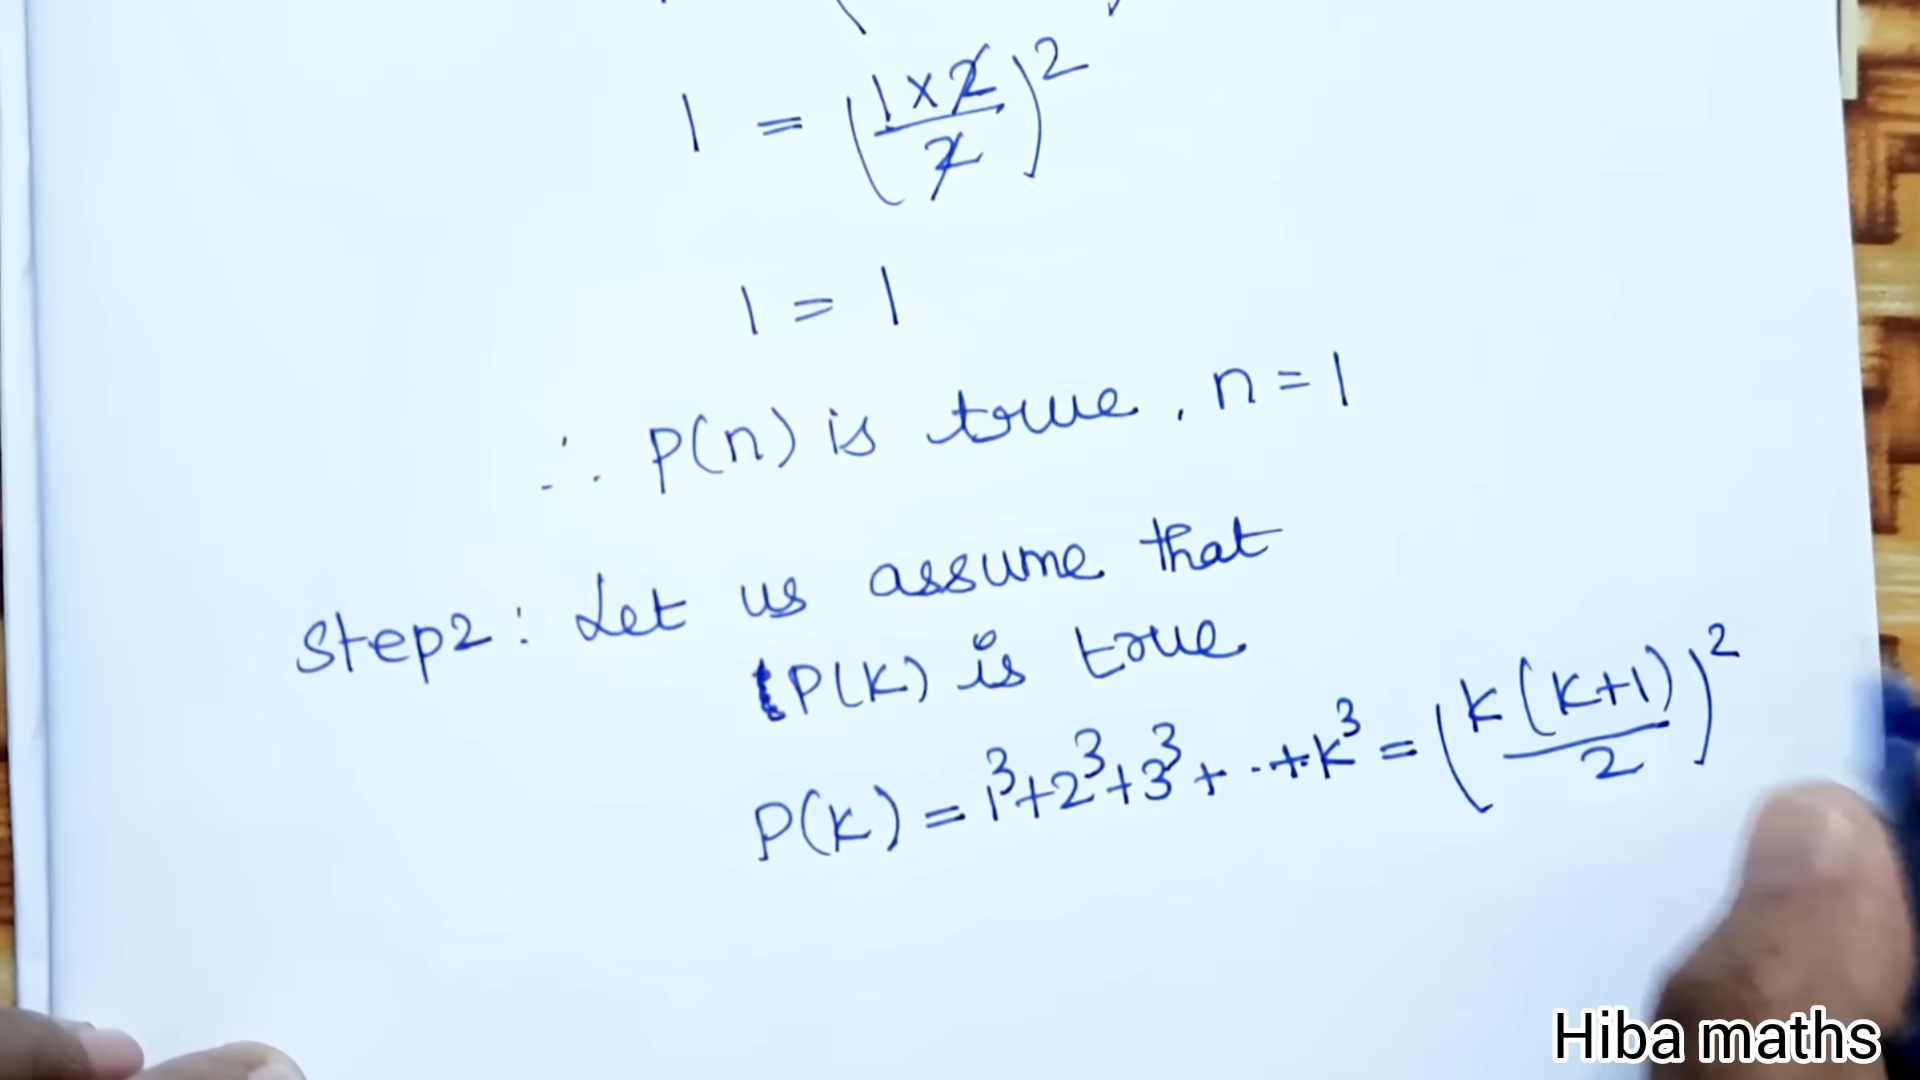 1 = (1×2/2)²
1 = 1
∴ P(n) is true, n=1
Step2: Let us assume that
P(K) is true
P(K) = 1³+2³+3³+ ··+K³ = (K(K+1)/2)²
Hiba maths